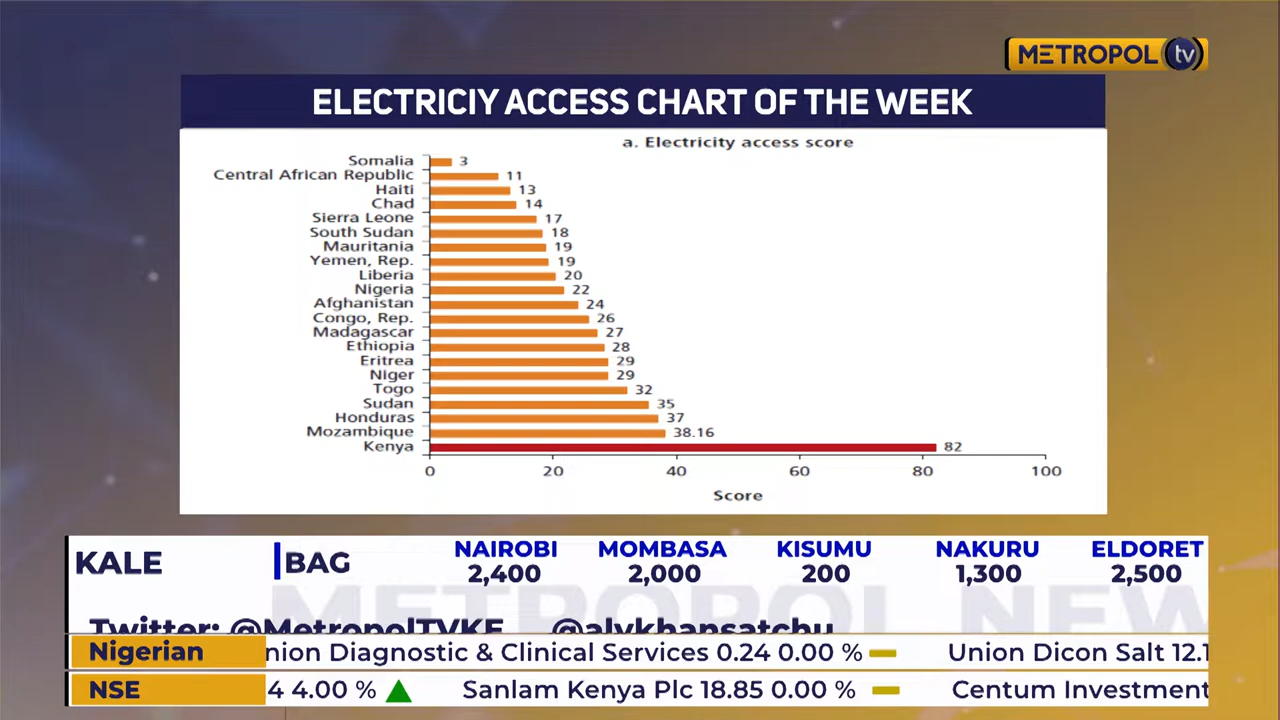 METROPOL tv
ELECTRICIY ACCESS CHART OF THE WEEK
a. Electricity access score
Somalia 3
Central African Republic 11
Haiti 13
Chad 14
Sierra Leone 17
South Sudan 18
Mauritania 19
Yemen, Rep. 19
Liberia 20
Nigeria 22
Afghanistan 24
Congo, Rep. 26
Madagascar 27
Ethiopia 28
Eritrea 29
Niger 29
Togo 32
Sudan 35
Honduras 37
Mozambique 38.16
Kenya 82
0 20 40 60 80 100
Score
KALE BAG NAIROBI MOMBASA KISUMU NAKURU ELDORET
2,400 2,000 200 1,300 2,500
METROPOL NEW
Twitter: @MetropolTVKE @alykhansatchu
Nigerian nion Diagnostic & Clinical Services 0.24 0.00 % Union Dicon Salt 12.1
NSE 4 4.00 % Sanlam Kenya Plc 18.85 0.00 % Centum Investment